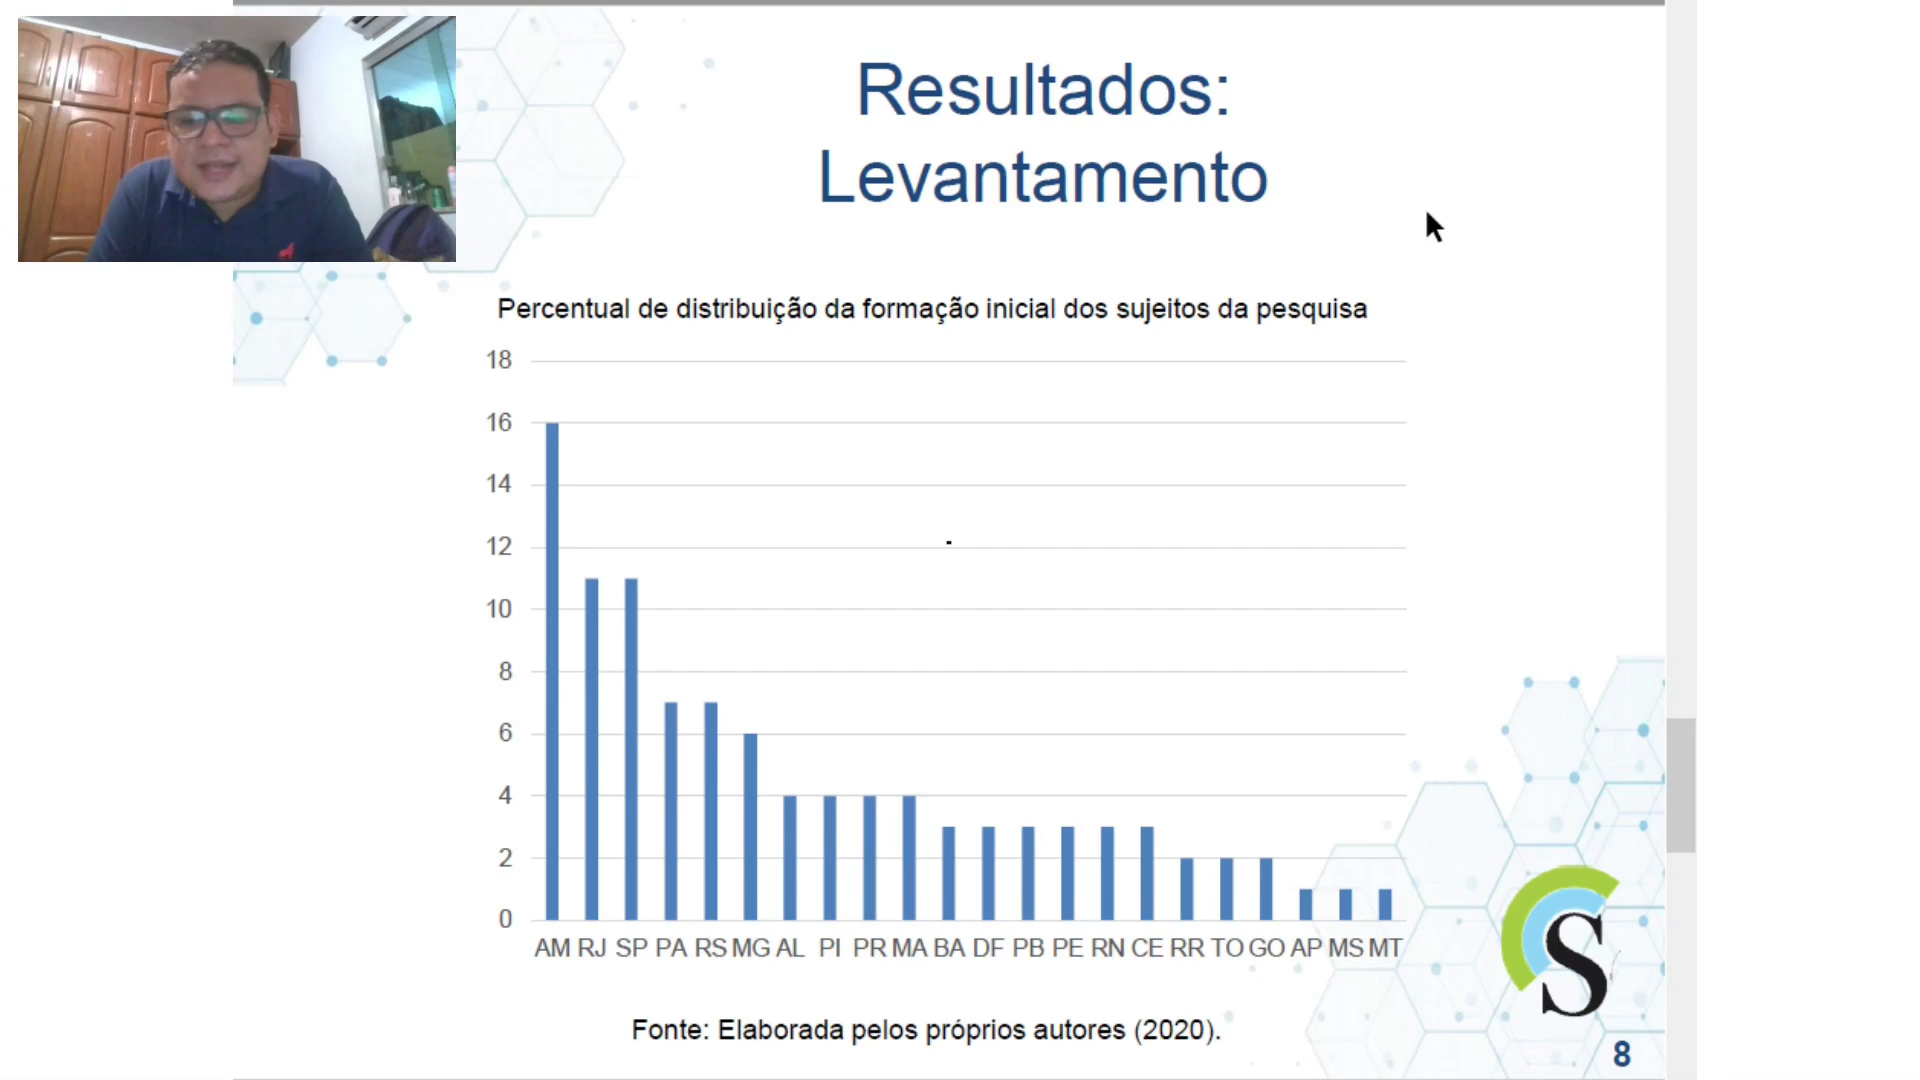 Resultados:
Levantamento
Percentual de distribuição da formação inicial dos sujeitos da pesquisa
18
16
14
12
10
8
6
4
2
0
AM RJ SP PA RS MG AL PI PR MA BA DF PB PE RN CE RR TO GO AP MS MT
Fonte: Elaborada pelos próprios autores (2020).
S
8